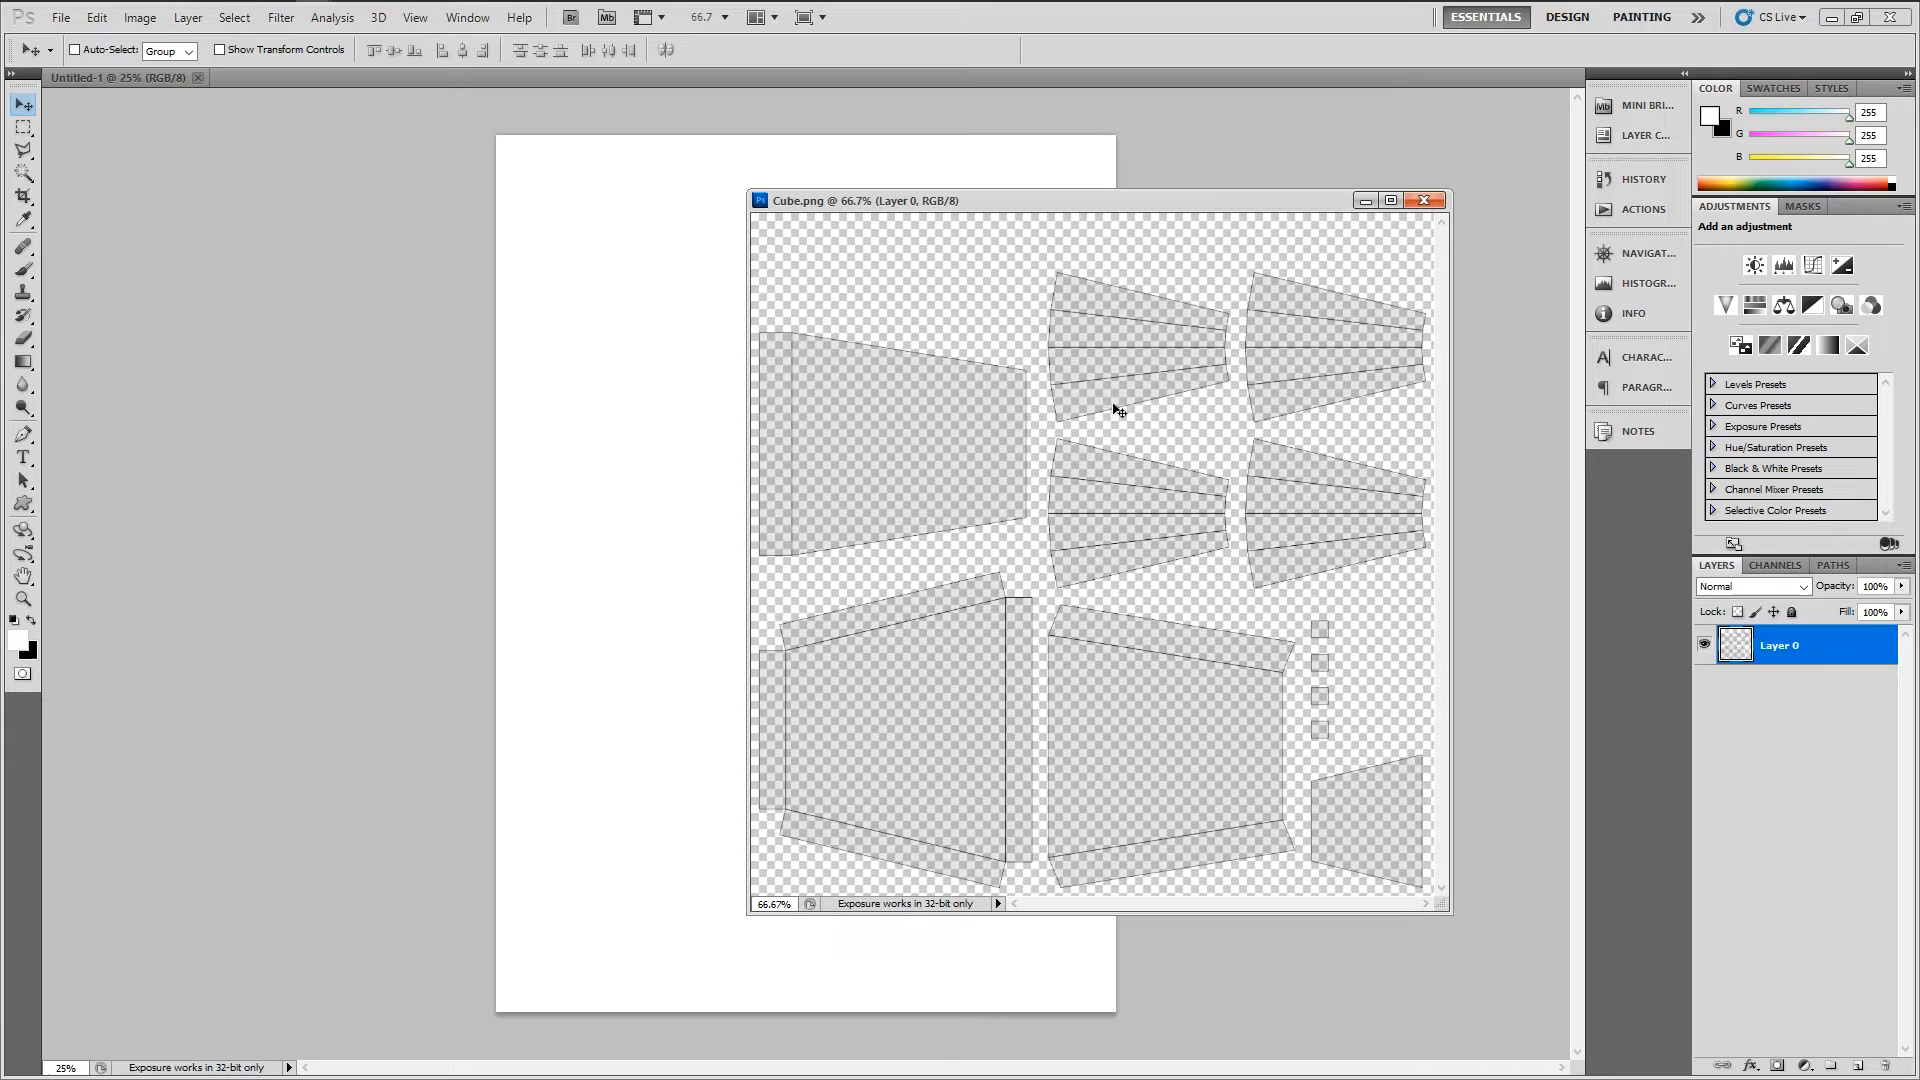 Ps File Edit Image Layer Select Filter Analysis 3D View Window Help Br Mb 66.7 ESSENTIALS DESIGN PAINTING CS Live
Auto-Select: Group Show Transform Controls
Untitled-1 @ 25% (RGB/8)
Ps Cube.png @ 66.7% (Layer 0, RGB/8)
66.67% Exposure works in 32-bit only
25% Exposure works in 32-bit only
Mb MINI BRI...
LAYER C...
HISTORY
ACTIONS
NAVIGAT...
HISTOGR...
INFO
CHARAC...
PARAGR...
NOTES
COLOR SWATCHES STYLES
R 255
G 255
B 255
ADJUSTMENTS MASKS
Add an adjustment
Levels Presets
Curves Presets
Exposure Presets
Hue/Saturation Presets
Black & White Presets
Channel Mixer Presets
Selective Color Presets
LAYERS CHANNELS PATHS
Normal Opacity: 100%
Lock: Fill: 100%
Layer 0